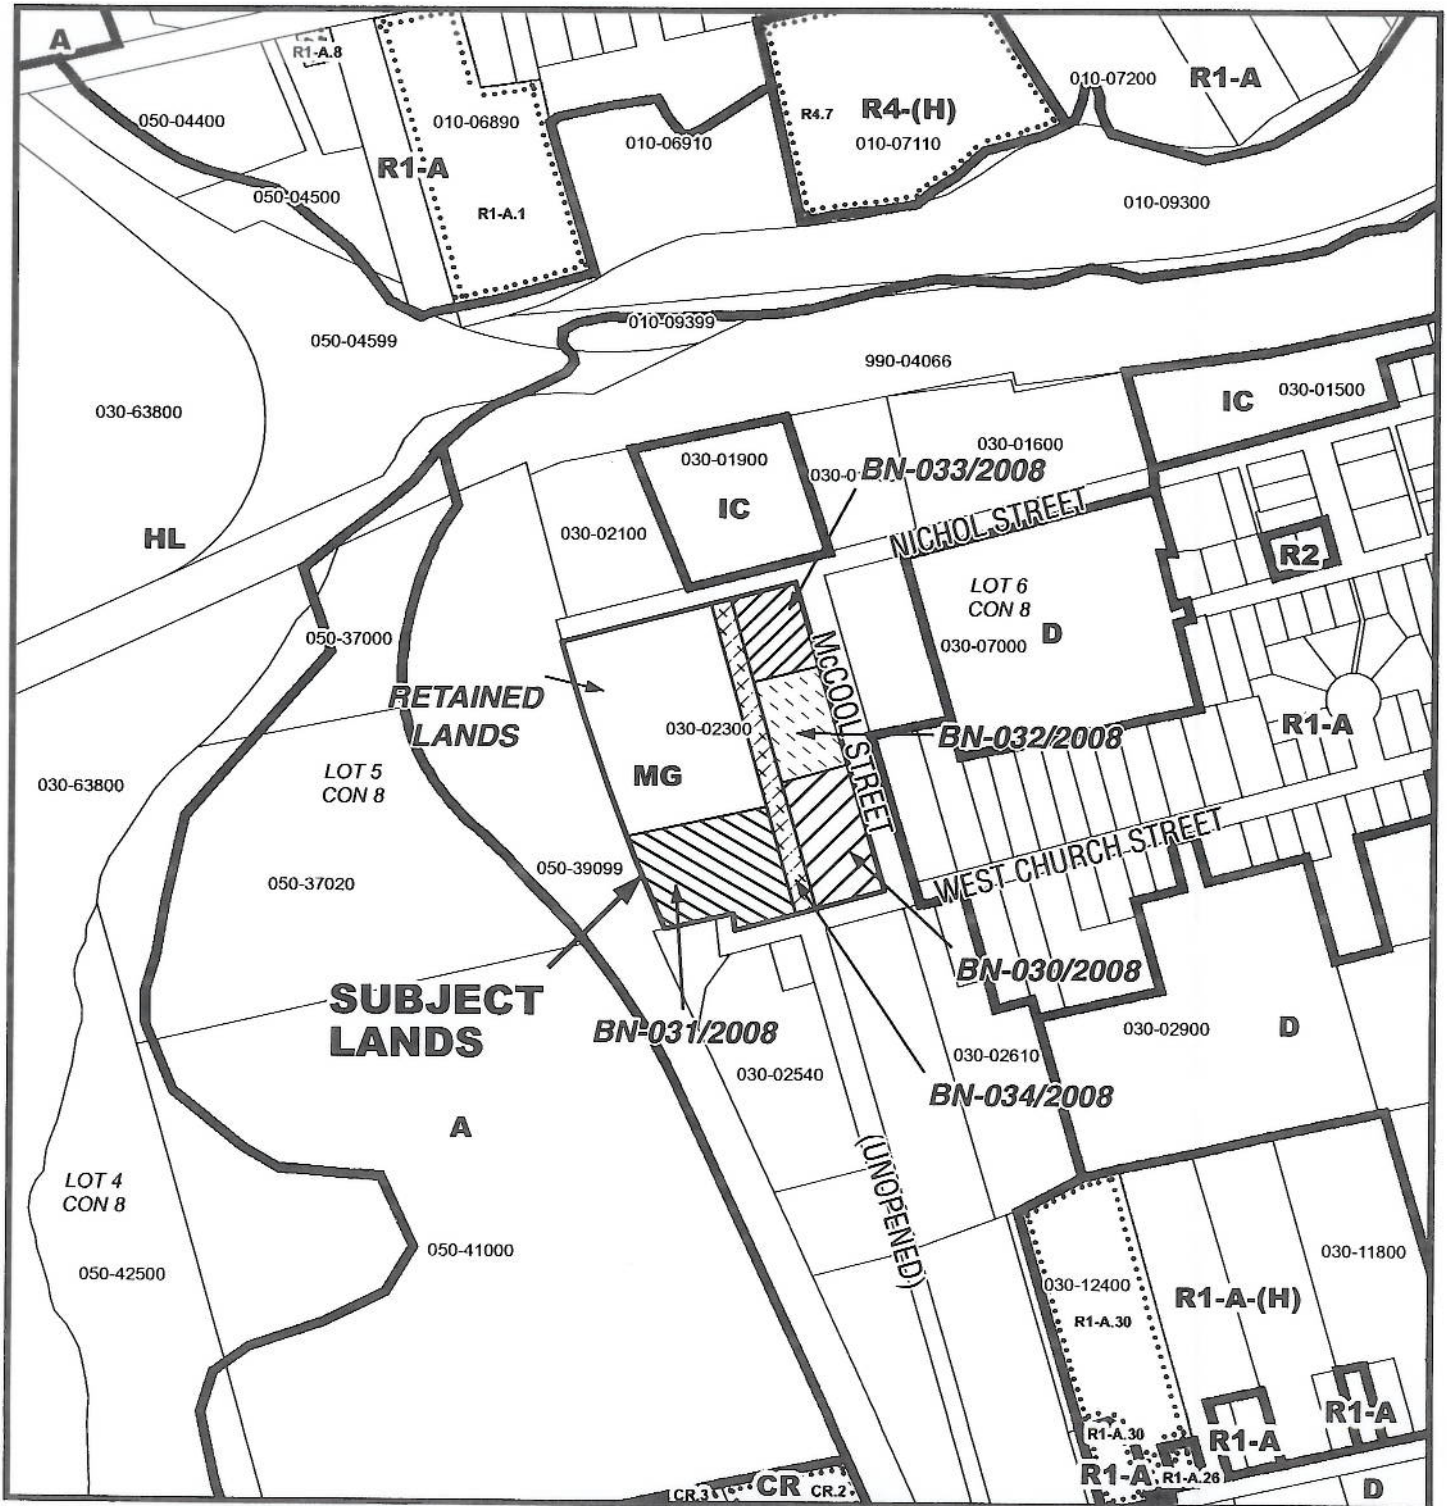 A
R1-A.8
050-04400
010-06890
R1-A
050-04500
R1-A.1
010-06910
R4.7
R4-(H)
010-07110
010-07200
R1-A
010-09300
050-04599
010-09399
990-04066
030-63800
HL
030-01900
IC
030-02100
BN-033/2008
030-01600
IC
030-01500
NICHOL STREET
R2
LOT 6
CON 8
030-07000
D
050-37000
RETAINED
LANDS
030-02300
MG
McCOOL STREET
BN-032/2008
R1-A
030-63800
LOT 5
CON 8
050-37020
050-39099
WEST CHURCH STREET
SUBJECT
LANDS
BN-031/2008
BN-030/2008
030-02540
030-02610
BN-034/2008
030-02900
D
A
LOT 4
CON 8
050-42500
050-41000
(UNOPENED)
030-12400
R1-A.30
R1-A-(H)
030-11800
R1-A.30
R1-A
R1-A.26
R1-A
R1-A
D
CR.3
CR
CR.2